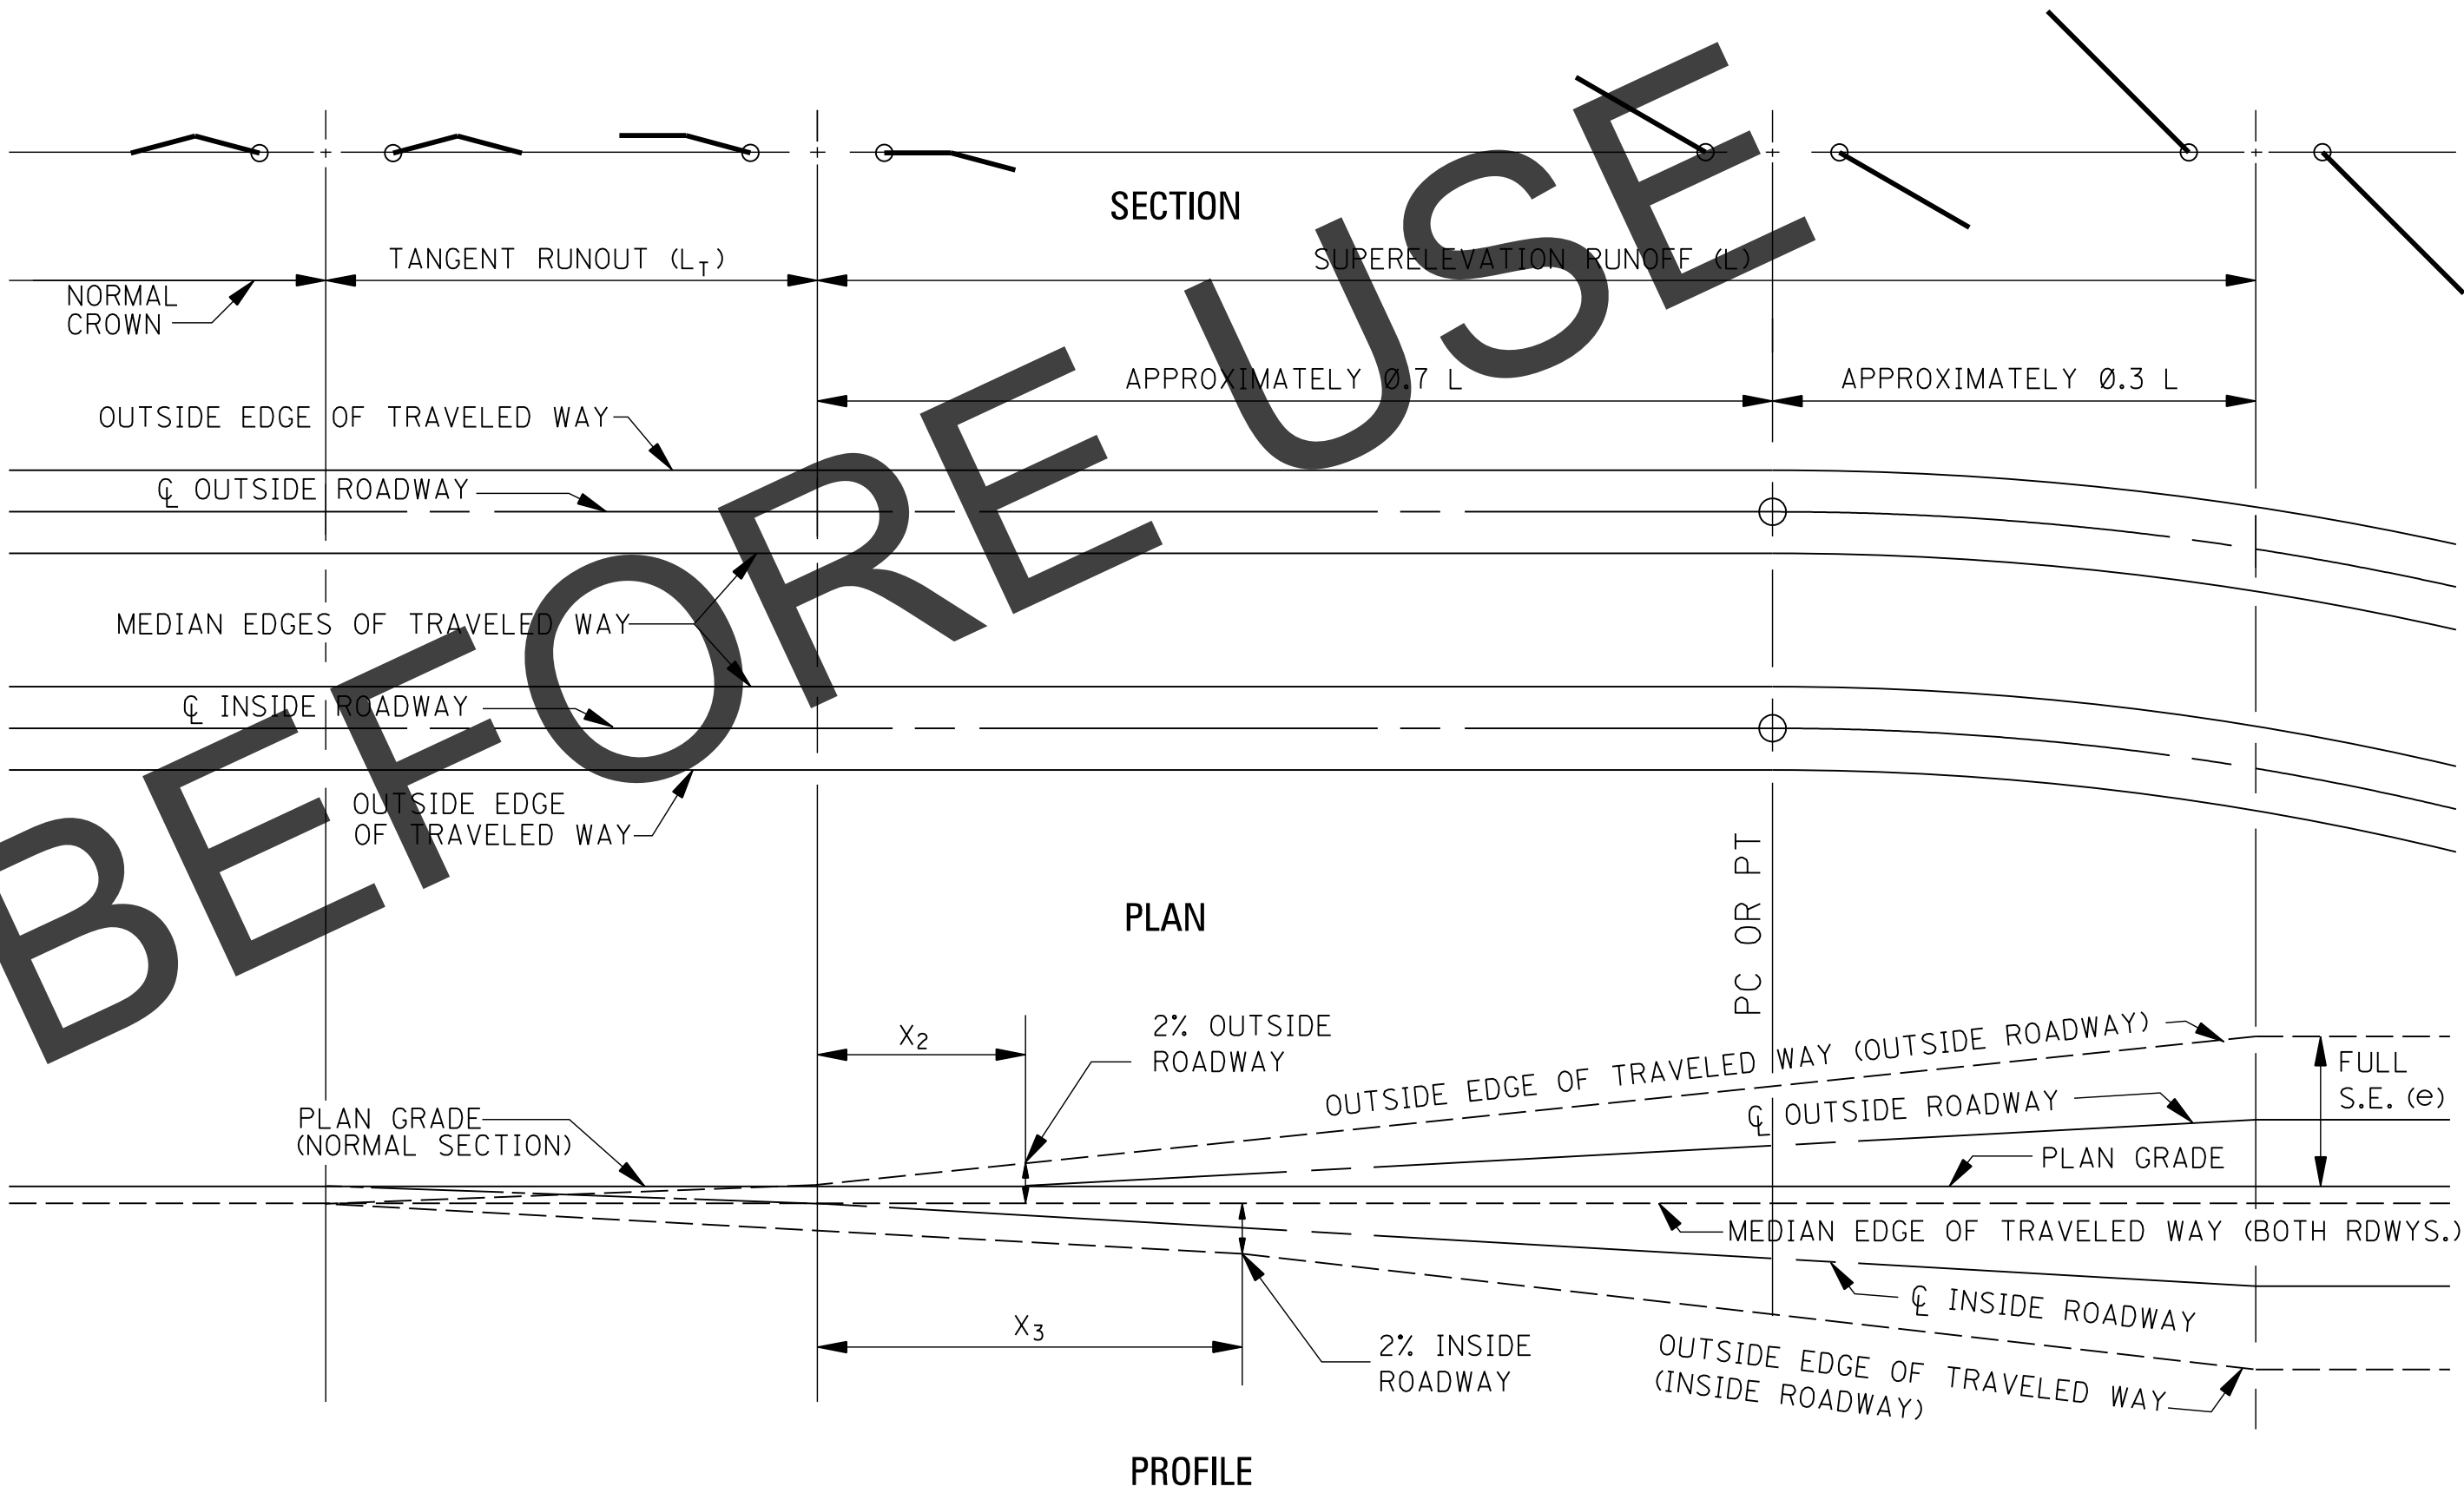 SECTION
TANGENT RUNOUT (L_T)
SUPERELEVATION RUNOFF (L)
NORMAL
CROWN
APPROXIMATELY Ø.7 L
APPROXIMATELY Ø.3 L
OUTSIDE EDGE OF TRAVELED WAY
℄ OUTSIDE ROADWAY
MEDIAN EDGES OF TRAVELED WAY
℄ INSIDE ROADWAY
OUTSIDE EDGE
OF TRAVELED WAY
BEFORE USE
PLAN
PC OR PT
X2
2% OUTSIDE
ROADWAY
OUTSIDE EDGE OF TRAVELED WAY (OUTSIDE ROADWAY)
℄ OUTSIDE ROADWAY
FULL
S.E. (e)
PLAN GRADE
(NORMAL SECTION)
PLAN GRADE
MEDIAN EDGE OF TRAVELED WAY (BOTH RDWYS.)
℄ INSIDE ROADWAY
X3
2% INSIDE
ROADWAY
OUTSIDE EDGE OF TRAVELED WAY
(INSIDE ROADWAY)
PROFILE